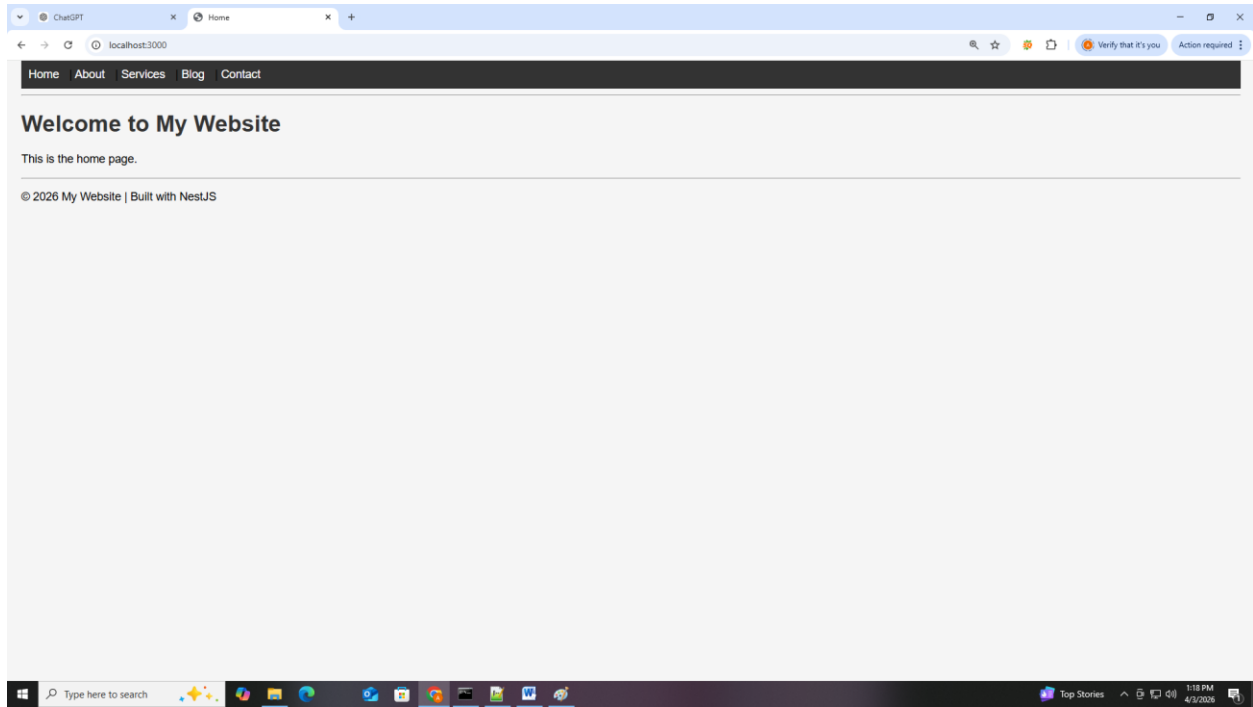 ChatGPT
Home
localhost:3000
Verify that it's you
Action required
Home | About | Services | Blog | Contact
Welcome to My Website
This is the home page.
© 2026 My Website | Built with NestJS
Type here to search
Top Stories
1:18 PM
4/3/2026